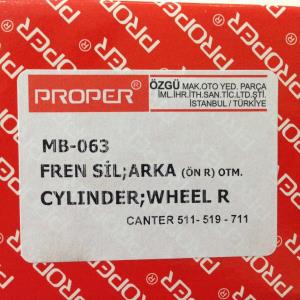 PROPER®
ÖZGÜ MAK.OTO YED. PARÇA
İML.İHR.İTH.SAN.TİC.LTD.ŞTİ.
İSTANBUL / TÜRKİYE
MB-063
FREN SİL;ARKA (ÖN R) OTM.
CYLINDER;WHEEL R
CANTER 511- 519 - 711